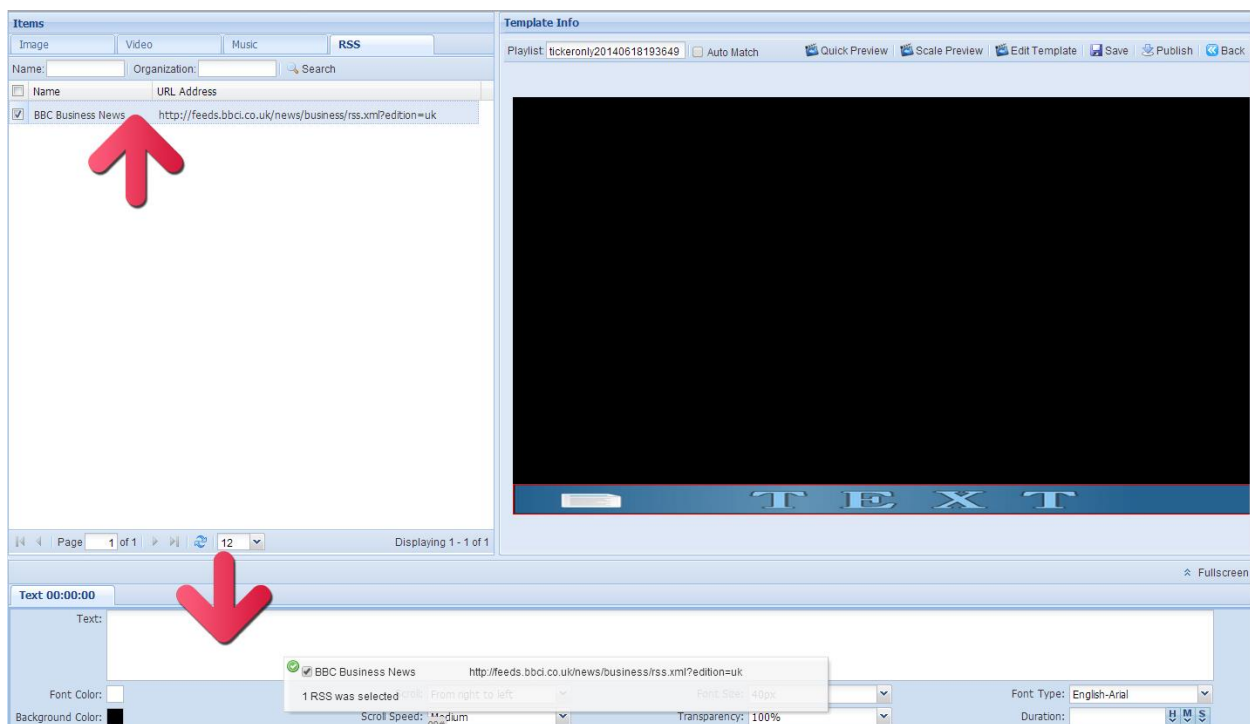 Items
Template Info
Image Video Music RSS
Playlist: tickeronly20140618193649 Auto Match Quick Preview Scale Preview Edit Template Save Publish Back
Name: Organization: Search
Name URL Address
BBC Business News http://feeds.bbci.co.uk/news/business/rss.xml?edition=uk
TEXT
Page 1 of 1 12 Displaying 1 - 1 of 1
Fullscreen
Text 00:00:00
Text:
BBC Business News http://feeds.bbci.co.uk/news/business/rss.xml?edition=uk
1 RSS was selected
Font Color: From right to left Font Size: 40px Font Type: English-Arial
Background Color: Scroll Speed: Medium Transparency: 100% Duration: H M S